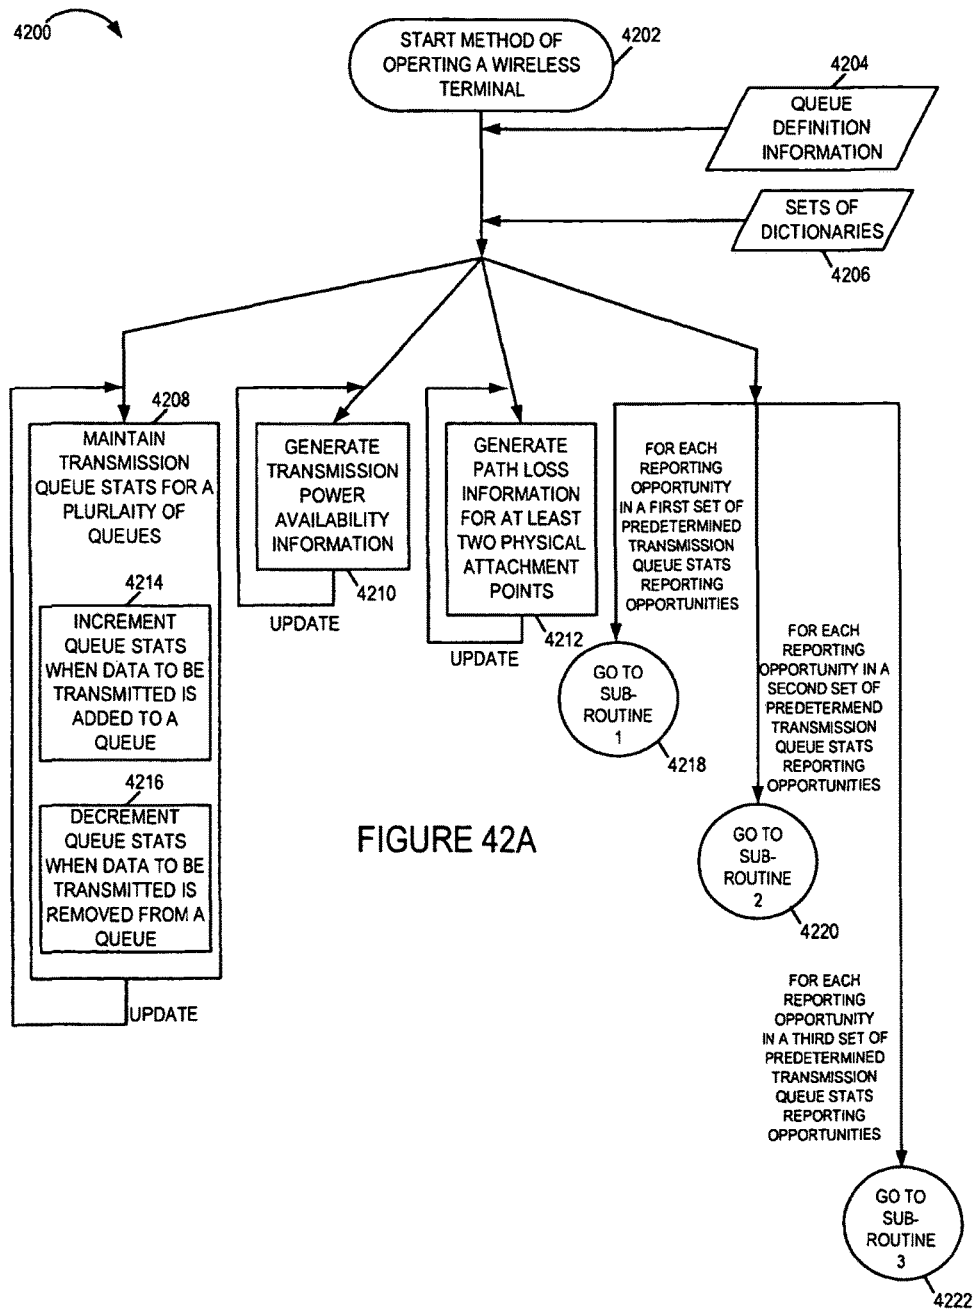 4200
START METHOD OF
OPERTING A WIRELESS
TERMINAL
4202
4204
QUEUE
DEFINITION
INFORMATION
SETS OF
DICTIONARIES
4206
4208
MAINTAIN
TRANSMISSION
QUEUE STATS FOR A
PLURLAITY OF
QUEUES
4214
INCREMENT
QUEUE STATS
WHEN DATA TO BE
TRANSMITTED IS
ADDED TO A
QUEUE
4216
DECREMENT
QUEUE STATS
WHEN DATA TO BE
TRANSMITTED IS
REMOVED FROM A
QUEUE
UPDATE
GENERATE
TRANSMISSION
POWER
AVAILABILITY
INFORMATION
4210
UPDATE
GENERATE
PATH LOSS
INFORMATION
FOR AT LEAST
TWO PHYSICAL
ATTACHMENT
POINTS
4212
UPDATE
FOR EACH
REPORTING
OPPORTUNITY
IN A FIRST SET OF
PREDETERMINED
TRANSMISSION
QUEUE STATS
REPORTING
OPPORTUNITIES
GO TO
SUB-
ROUTINE
1
4218
FOR EACH
REPORTING
OPPORTUNITY IN A
SECOND SET OF
PREDETERMEND
TRANSMISSION
QUEUE STATS
REPORTING
OPPORTUNITIES
GO TO
SUB-
ROUTINE
2
4220
FIGURE 42A
FOR EACH
REPORTING
OPPORTUNITY
IN A THIRD SET OF
PREDETERMINED
TRANSMISSION
QUEUE STATS
REPORTING
OPPORTUNITIES
GO TO
SUB-
ROUTINE
3
4222